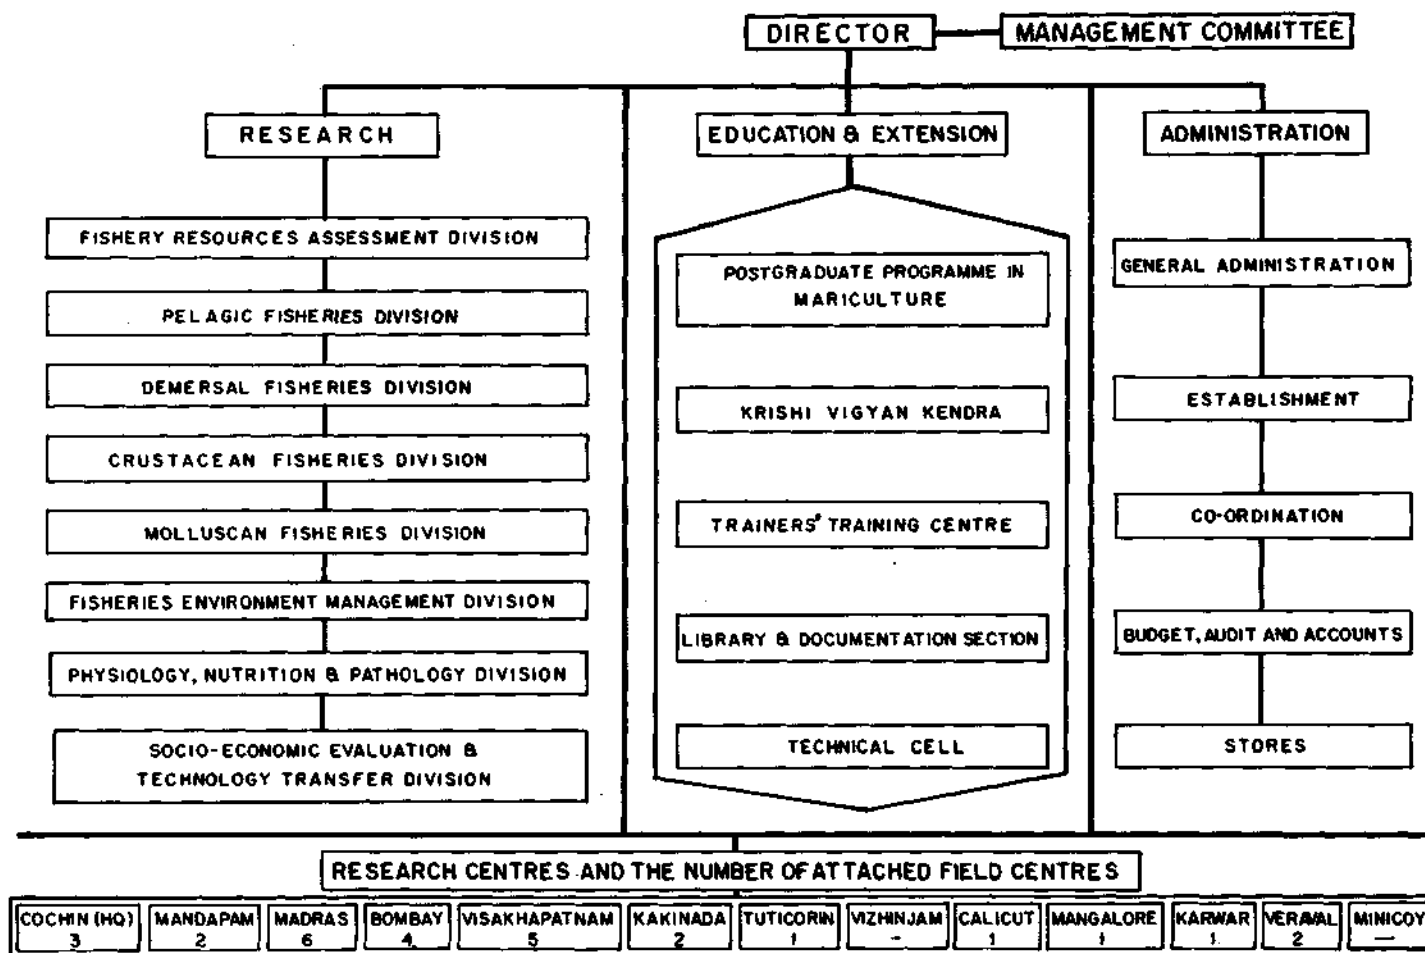 DIRECTOR
MANAGEMENT COMMITTEE
RESEARCH
EDUCATION & EXTENSION
ADMINISTRATION
FISHERY RESOURCES ASSESSMENT DIVISION
PELAGIC FISHERIES DIVISION
DEMERSAL FISHERIES DIVISION
CRUSTACEAN FISHERIES DIVISION
MOLLUSCAN FISHERIES DIVISION
FISHERIES ENVIRONMENT MANAGEMENT DIVISION
PHYSIOLOGY, NUTRITION & PATHOLOGY DIVISION
SOCIO-ECONOMIC EVALUATION &
TECHNOLOGY TRANSFER DIVISION
POSTGRADUATE PROGRAMME IN
MARICULTURE
KRISHI VIGYAN KENDRA
TRAINERS' TRAINING CENTRE
LIBRARY & DOCUMENTATION SECTION
TECHNICAL CELL
GENERAL ADMINISTRATION
ESTABLISHMENT
CO-ORDINATION
BUDGET, AUDIT AND ACCOUNTS
STORES
RESEARCH CENTRES AND THE NUMBER OF ATTACHED FIELD CENTRES
COCHIN (HQ)
3
MANDAPAM
2
MADRAS
6
BOMBAY
4
VISAKHAPATNAM
5
KAKINADA
2
TUTICORIN
1
VIZHINJAM
-
CALICUT
1
MANGALORE
1
KARWAR
1
VERAVAL
2
MINICOY
—